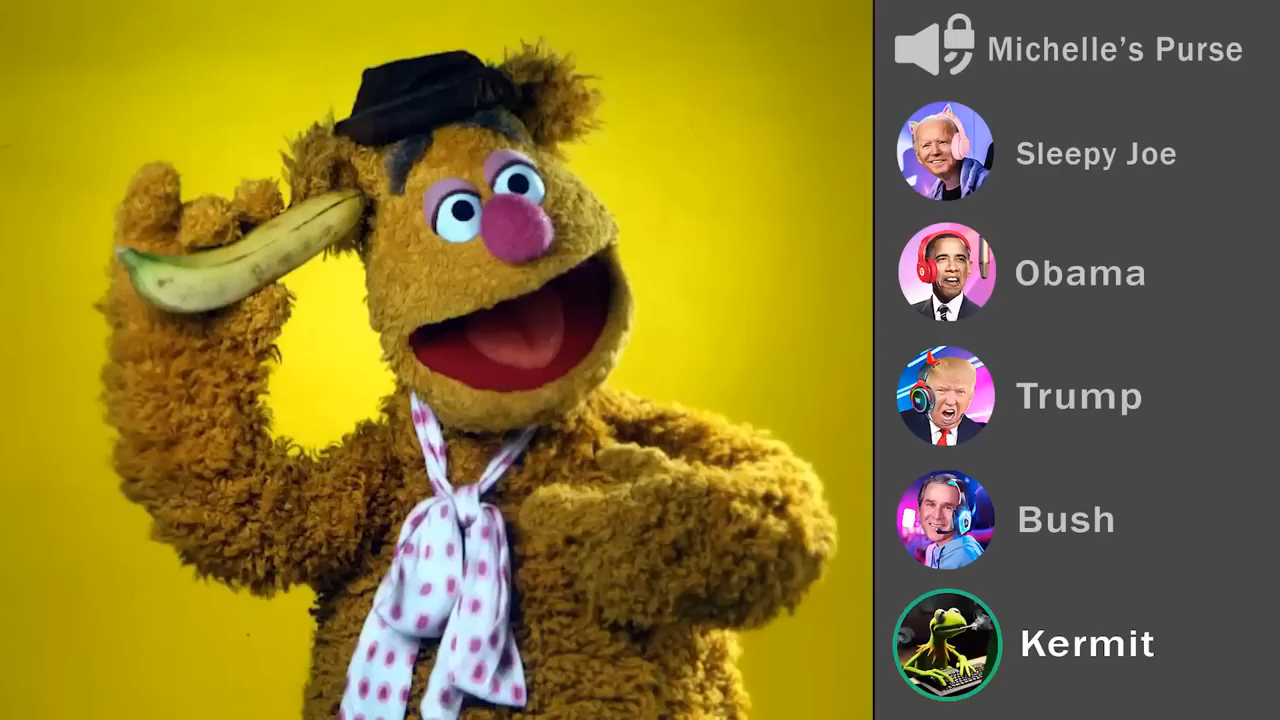 Michelle’s Purse
Sleepy Joe
Obama
Trump
Bush
Kermit